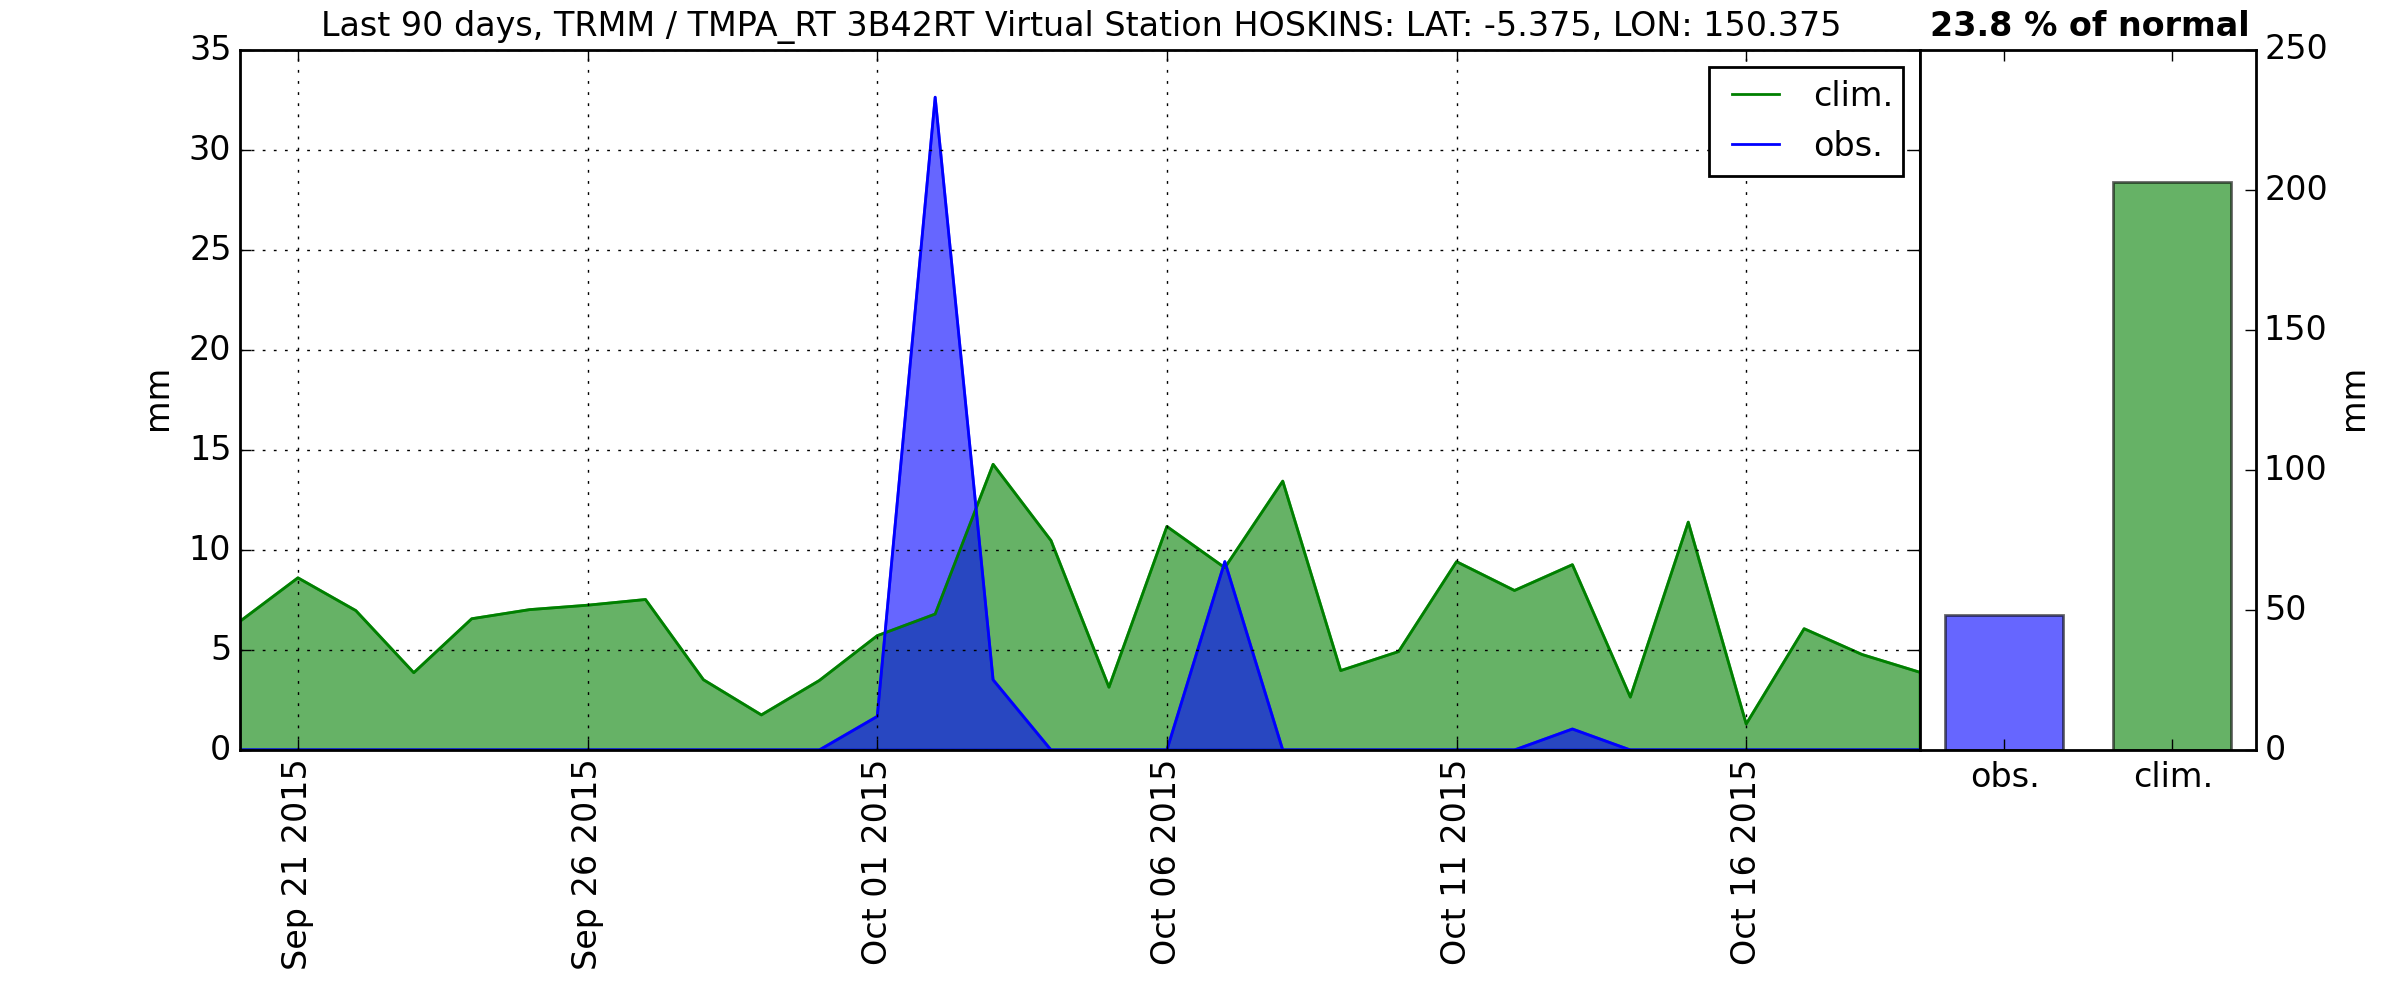 Last 90 days, TRMM / TMPA_RT 3B42RT Virtual Station HOSKINS: LAT: -5.375, LON: 150.375
23.8 % of normal
35
30
25
20
15
10
5
0
mm
clim.
obs.
Sep 21 2015
Sep 26 2015
Oct 01 2015
Oct 06 2015
Oct 11 2015
Oct 16 2015
250
200
150
100
50
0
mm
obs.
clim.